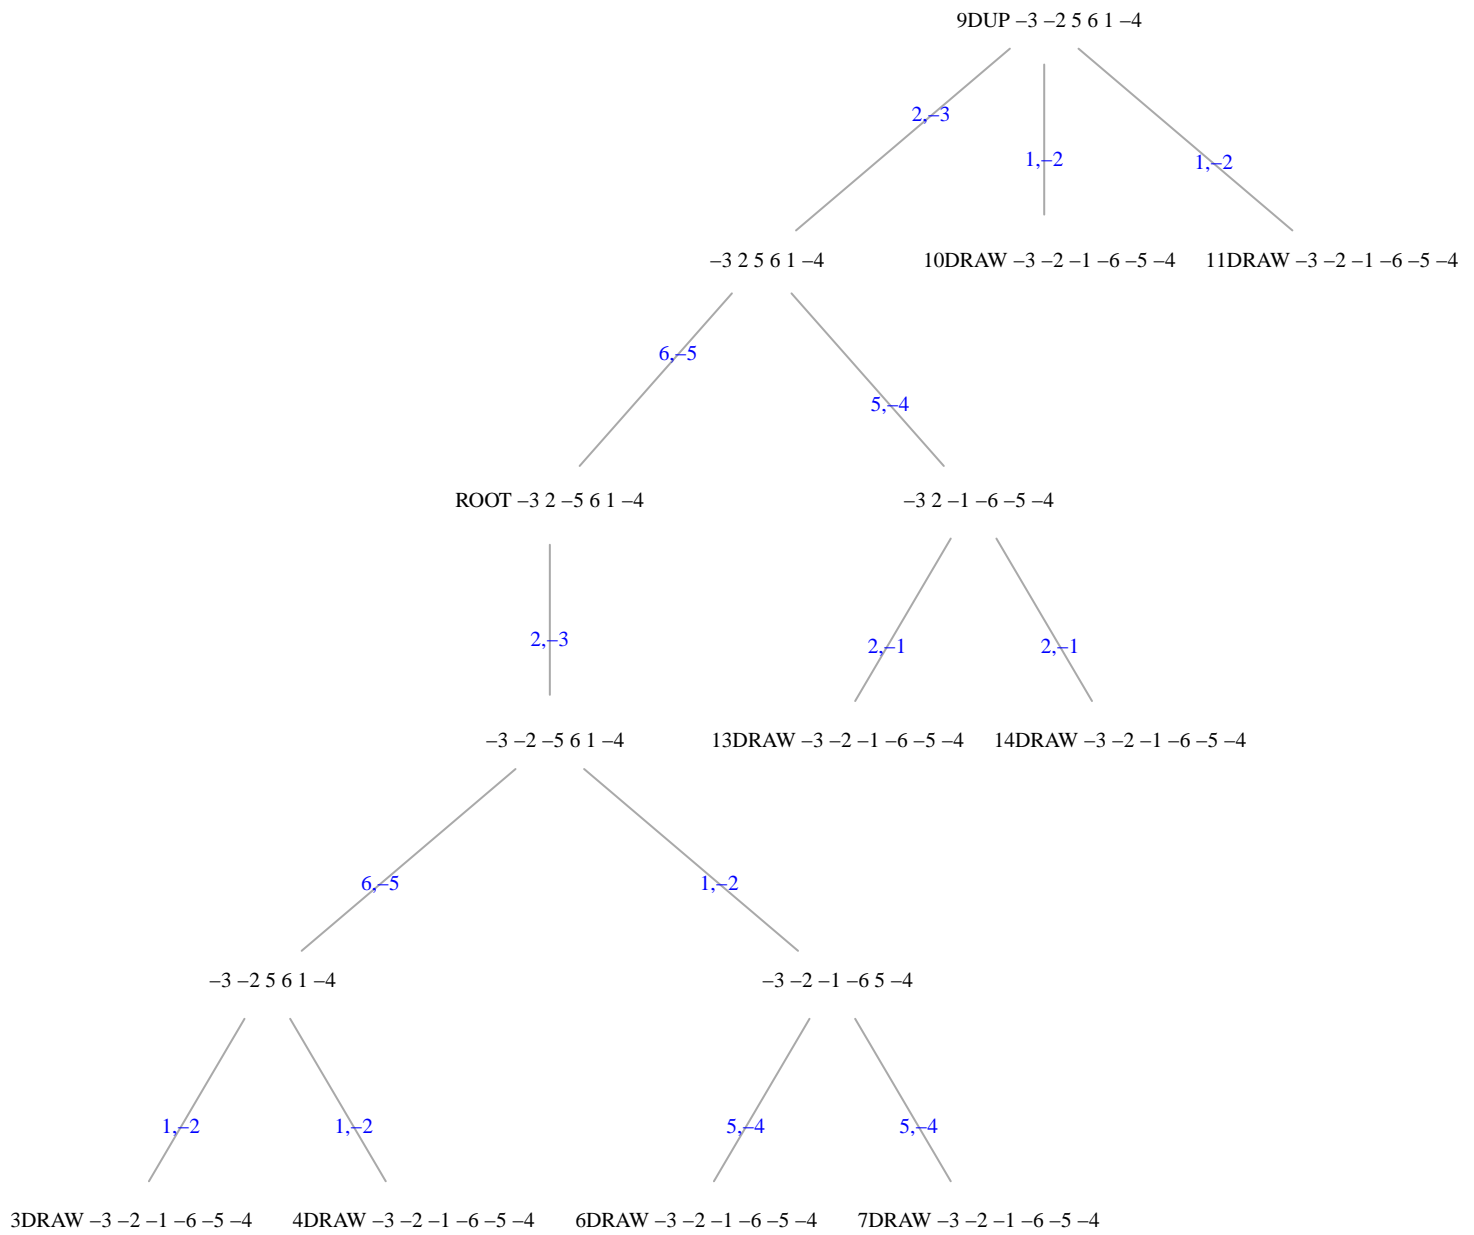 9DUP –3 –2 5 6 1 –4
2,–3
1,–2
1,–2
–3 2 5 6 1 –4
10DRAW –3 –2 –1 –6 –5 –4
11DRAW –3 –2 –1 –6 –5 –4
6,–5
5,–4
ROOT –3 2 –5 6 1 –4
–3 2 –1 –6 –5 –4
2,–3
2,–1
2,–1
–3 –2 –5 6 1 –4
13DRAW –3 –2 –1 –6 –5 –4
14DRAW –3 –2 –1 –6 –5 –4
6,–5
1,–2
–3 –2 5 6 1 –4
–3 –2 –1 –6 5 –4
1,–2
1,–2
5,–4
5,–4
3DRAW –3 –2 –1 –6 –5 –4
4DRAW –3 –2 –1 –6 –5 –4
6DRAW –3 –2 –1 –6 –5 –4
7DRAW –3 –2 –1 –6 –5 –4